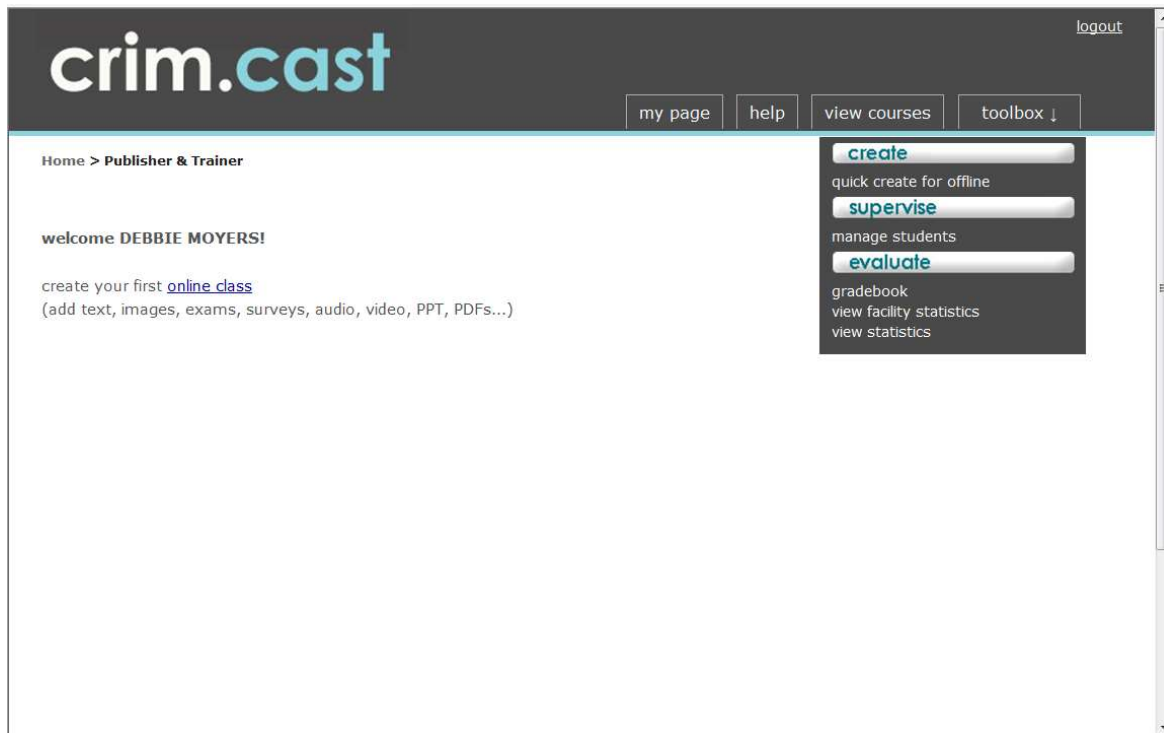 logout
crim.cast
my page help view courses toolbox ↓
Home > Publisher & Trainer
create
quick create for offline
supervise
welcome DEBBIE MOYERS!
manage students
evaluate
create your first online class
(add text, images, exams, surveys, audio, video, PPT, PDFs...)
gradebook
view facility statistics
view statistics